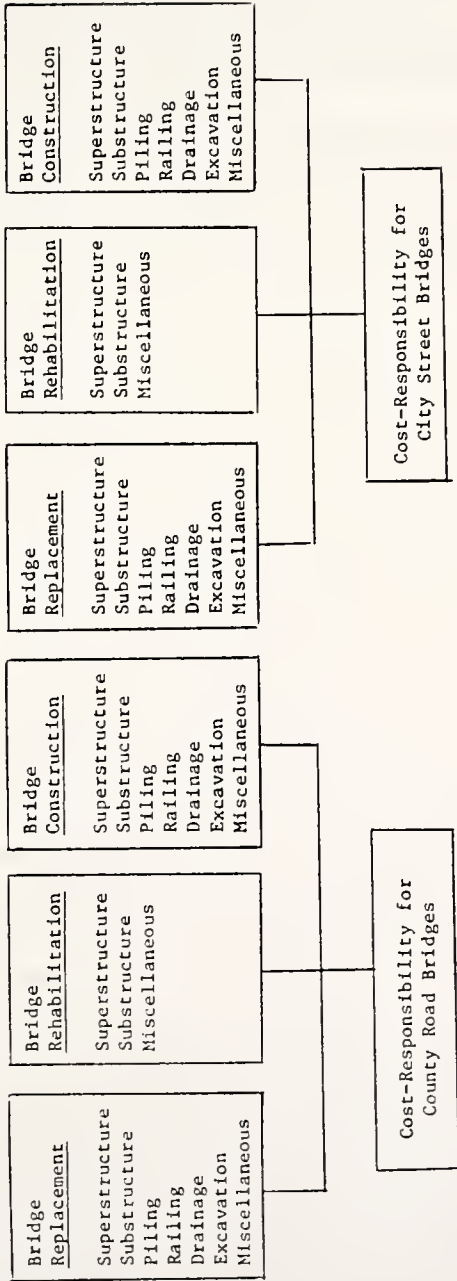 Bridge
Replacement
Superstructure
Substructure
Piling
Railing
Drainage
Excavation
Miscellaneous
Bridge
Rehabilitation
Superstructure
Substructure
Miscellaneous
Bridge
Construction
Superstructure
Substructure
Piling
Railing
Drainage
Excavation
Miscellaneous
Cost-Responsibility for
County Road Bridges
Bridge
Replacement
Superstructure
Substructure
Piling
Railing
Drainage
Excavation
Miscellaneous
Bridge
Rehabilitation
Superstructure
Substructure
Miscellaneous
Bridge
Construction
Superstructure
Substructure
Piling
Railing
Drainage
Excavation
Miscellaneous
Cost-Responsibility for
City Street Bridges